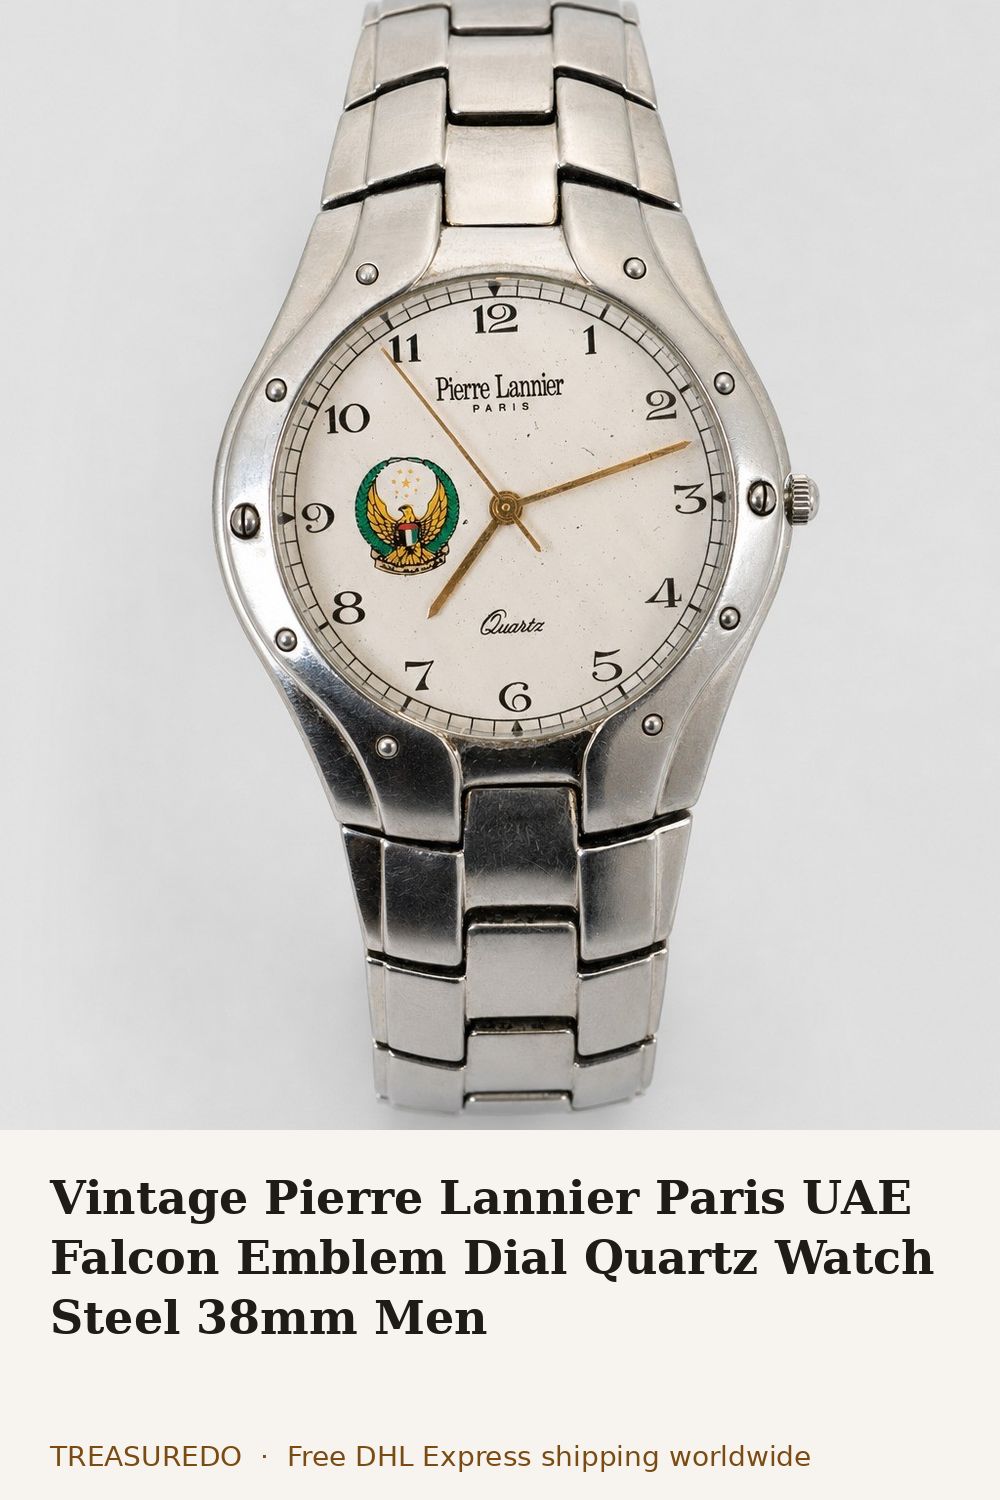 12
11
1
Pierre Lannier
PARIS
10
2
9
3
8
4
Quartz
7
5
6
Vintage Pierre Lannier Paris UAE
Falcon Emblem Dial Quartz Watch
Steel 38mm Men
TREASUREDO · Free DHL Express shipping worldwide